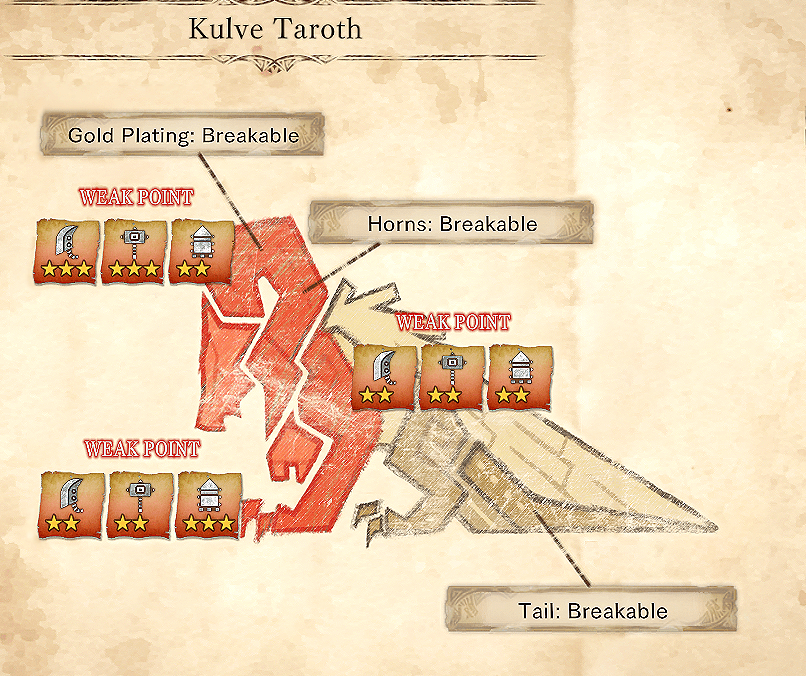 Kulve Taroth
Gold Plating: Breakable
WEAK POINT
Horns: Breakable
WEAK POINT
WEAK POINT
Tail: Breakable